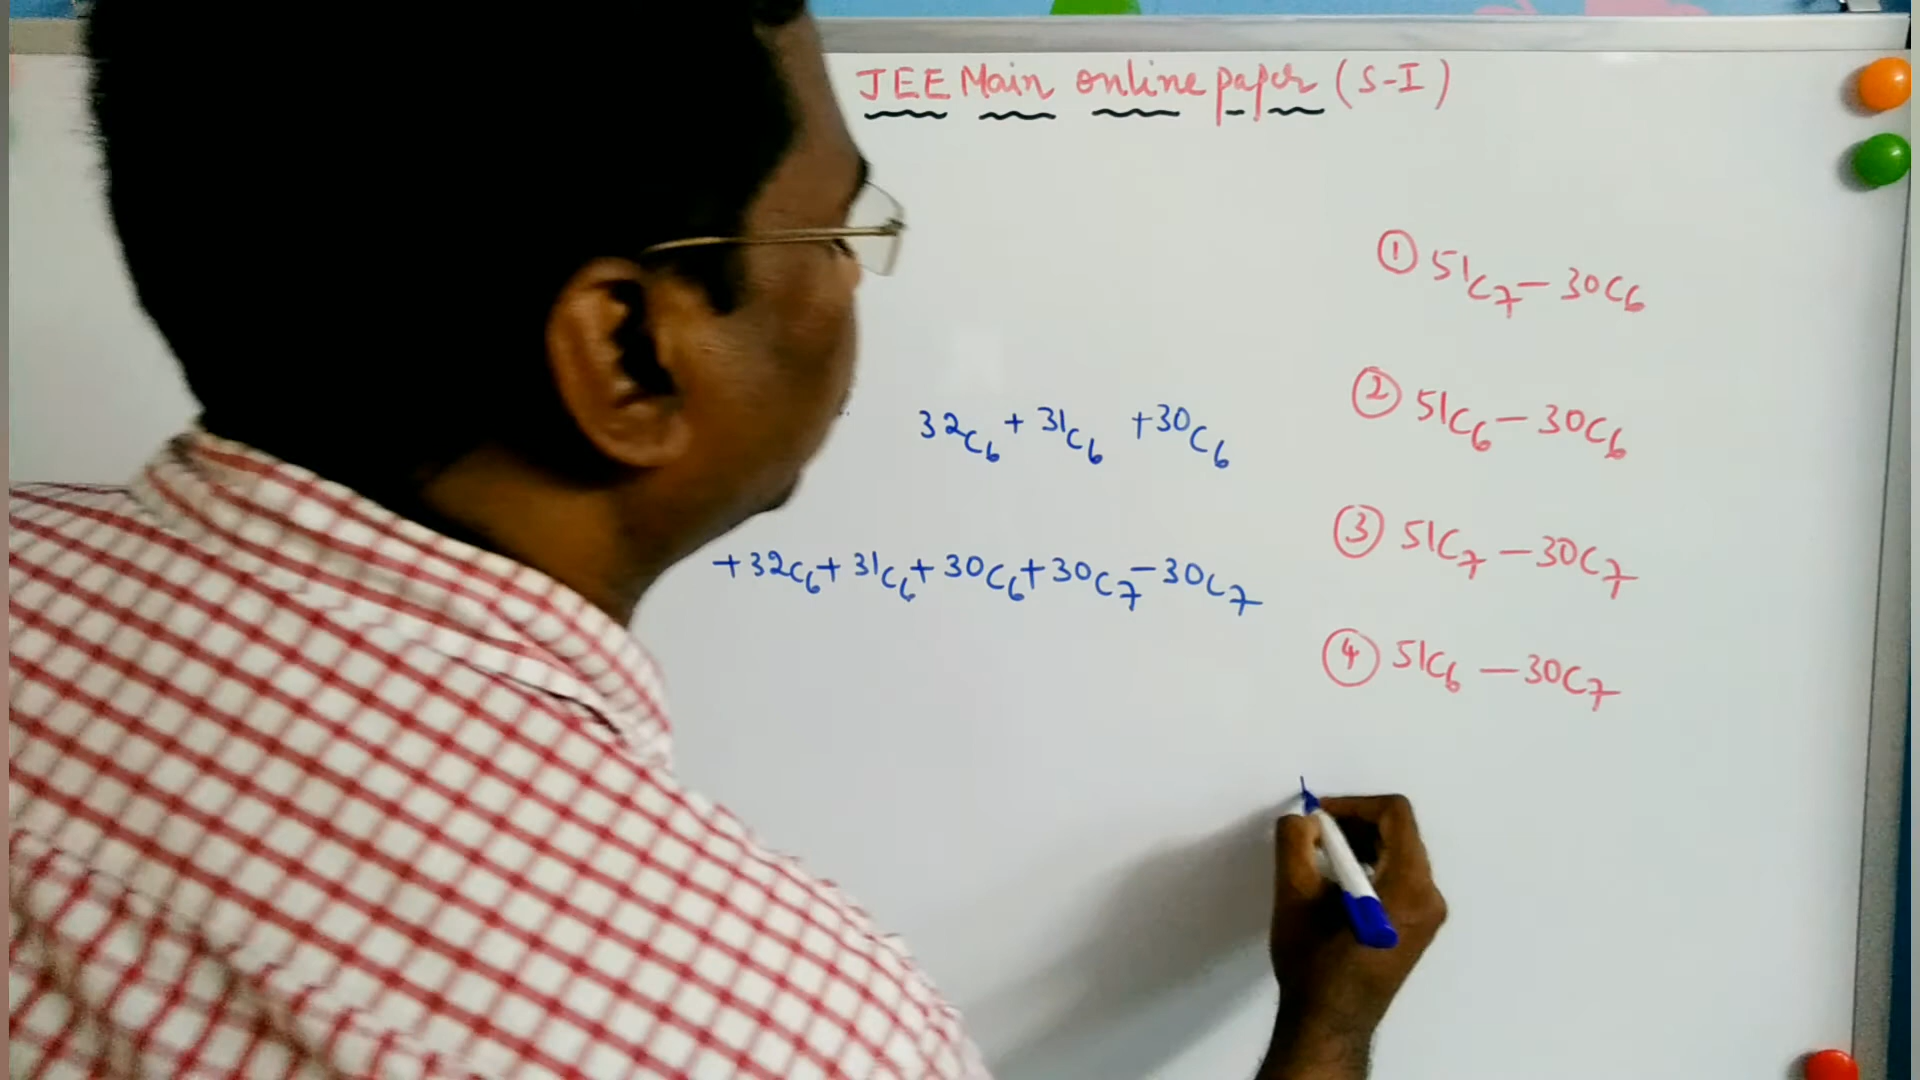 JEE Main online paper (S-I)
① 51C₇ - 30C₆
② 51C₆ - 30C₆
32C₆ + 31C₆ + 30C₆
③ 51C₇ - 30C₇
+ 32C₆ + 31C₆ + 30C₆ + 30C₇ - 30C₇
④ 51C₆ - 30C₇